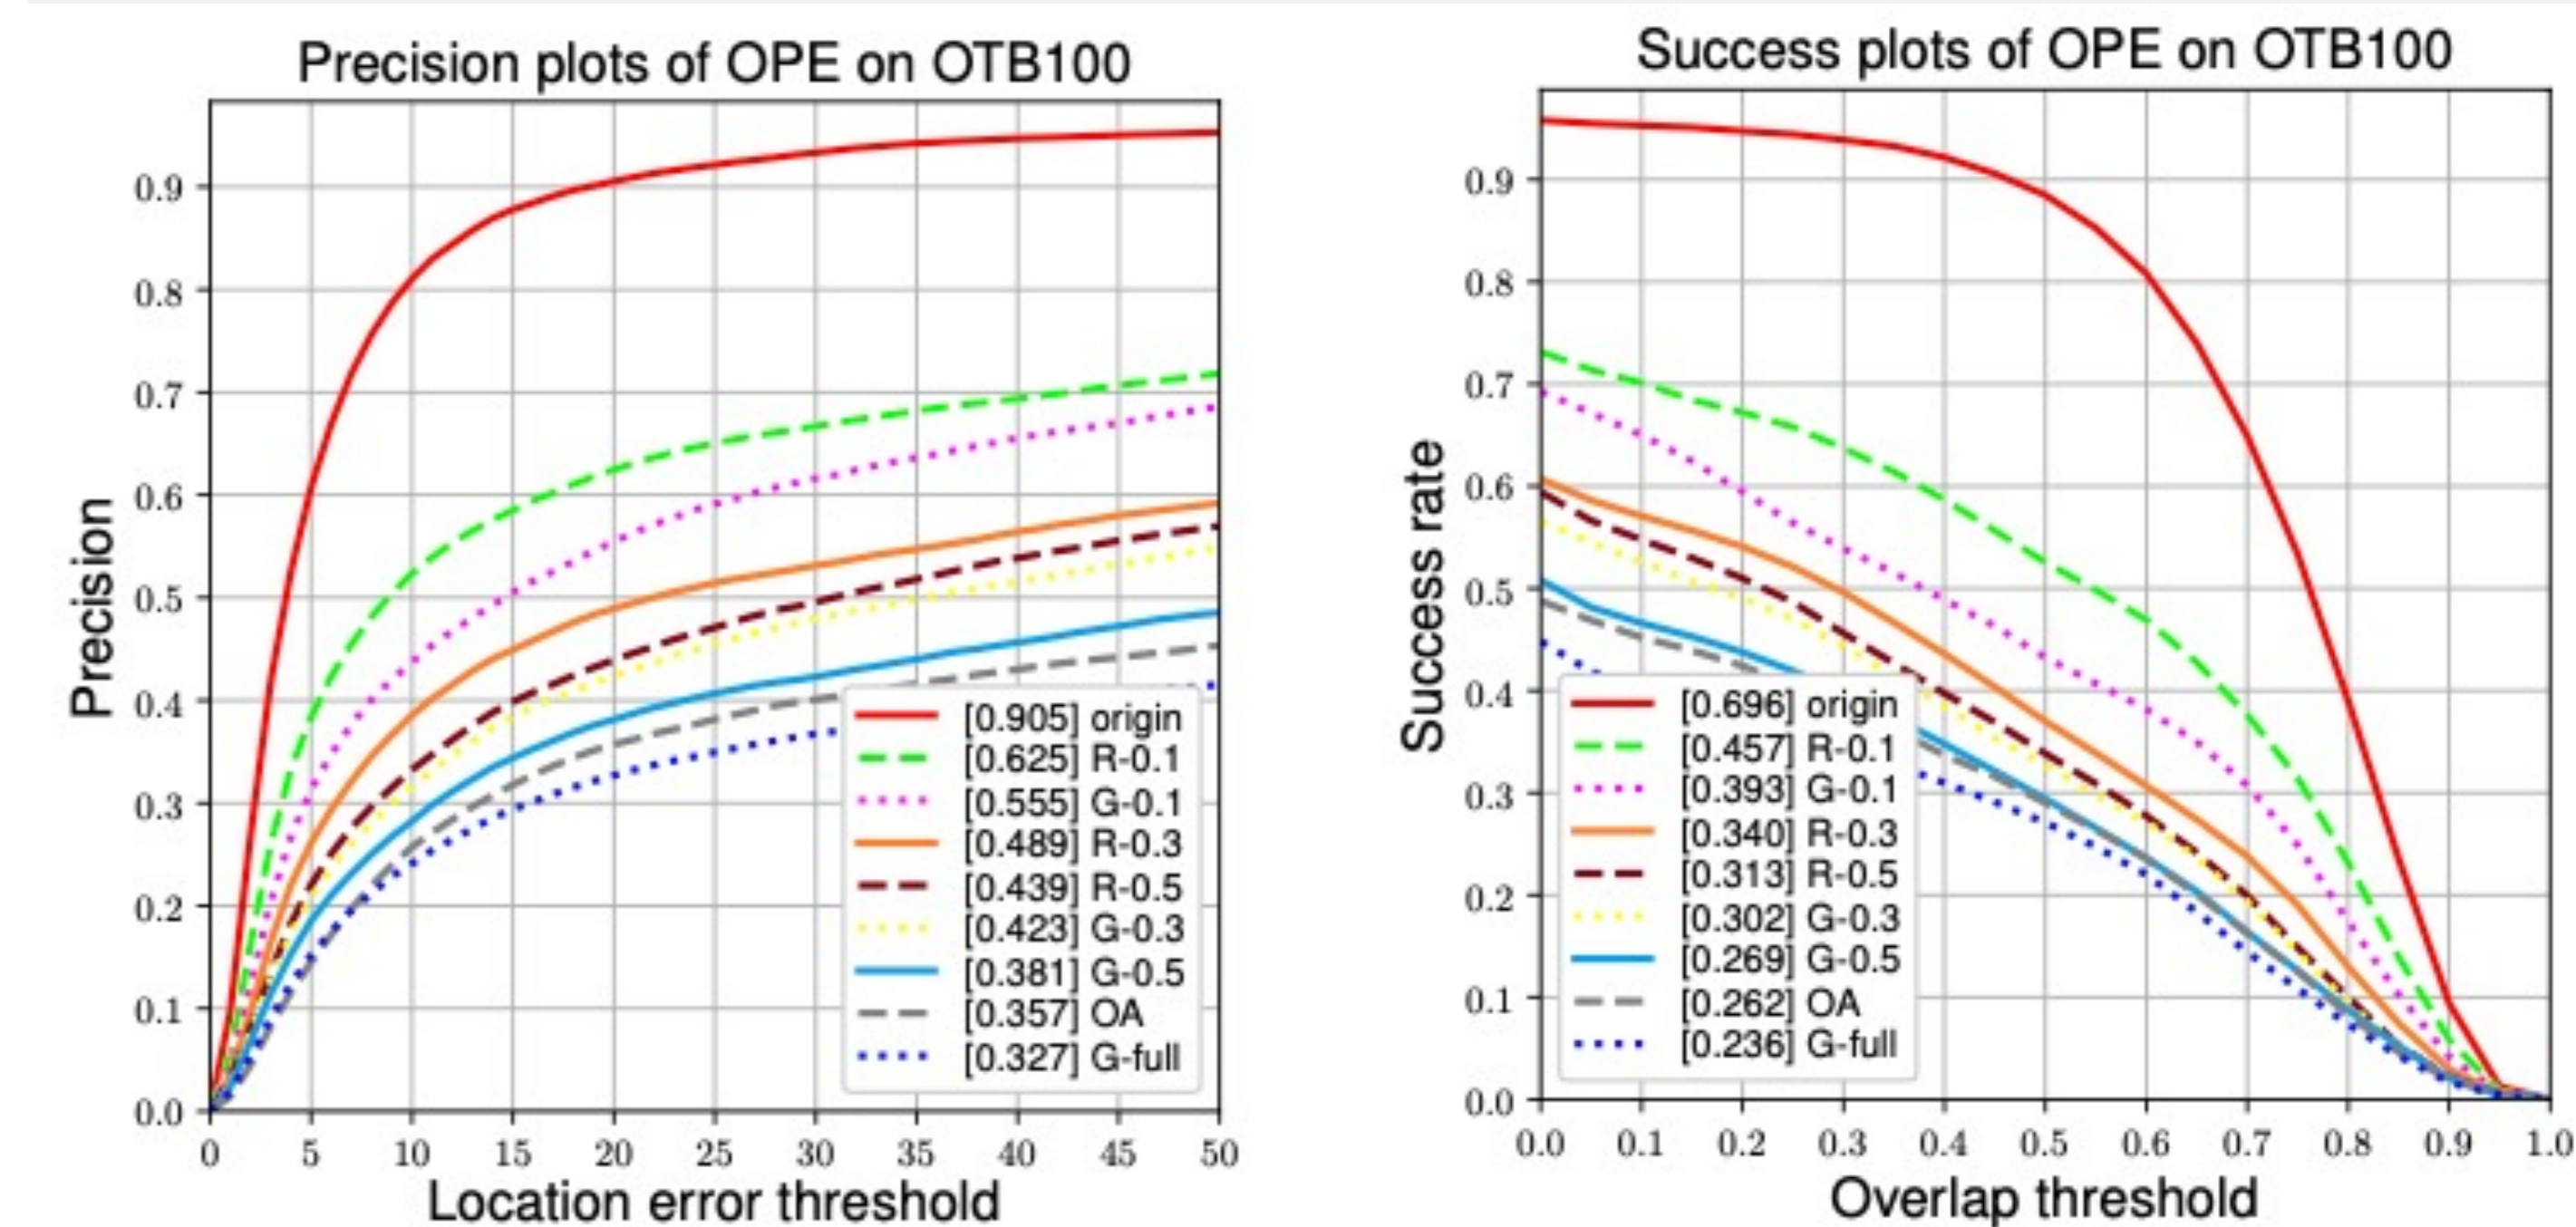 Precision plots of OPE on OTB100
Precision
0.9
0.8
0.7
0.6
0.5
0.4
0.3
0.2
0.1
0.0
[0.905] origin
[0.625] R-0.1
[0.555] G-0.1
[0.489] R-0.3
[0.439] R-0.5
[0.423] G-0.3
[0.381] G-0.5
[0.357] OA
[0.327] G-full
0 5 10 15 20 25 30 35 40 45 50
Location error threshold
Success plots of OPE on OTB100
Success rate
0.9
0.8
0.7
0.6
0.5
0.4
0.3
0.2
0.1
0.0
[0.696] origin
[0.457] R-0.1
[0.393] G-0.1
[0.340] R-0.3
[0.313] R-0.5
[0.302] G-0.3
[0.269] G-0.5
[0.262] OA
[0.236] G-full
0.0 0.1 0.2 0.3 0.4 0.5 0.6 0.7 0.8 0.9 1.0
Overlap threshold